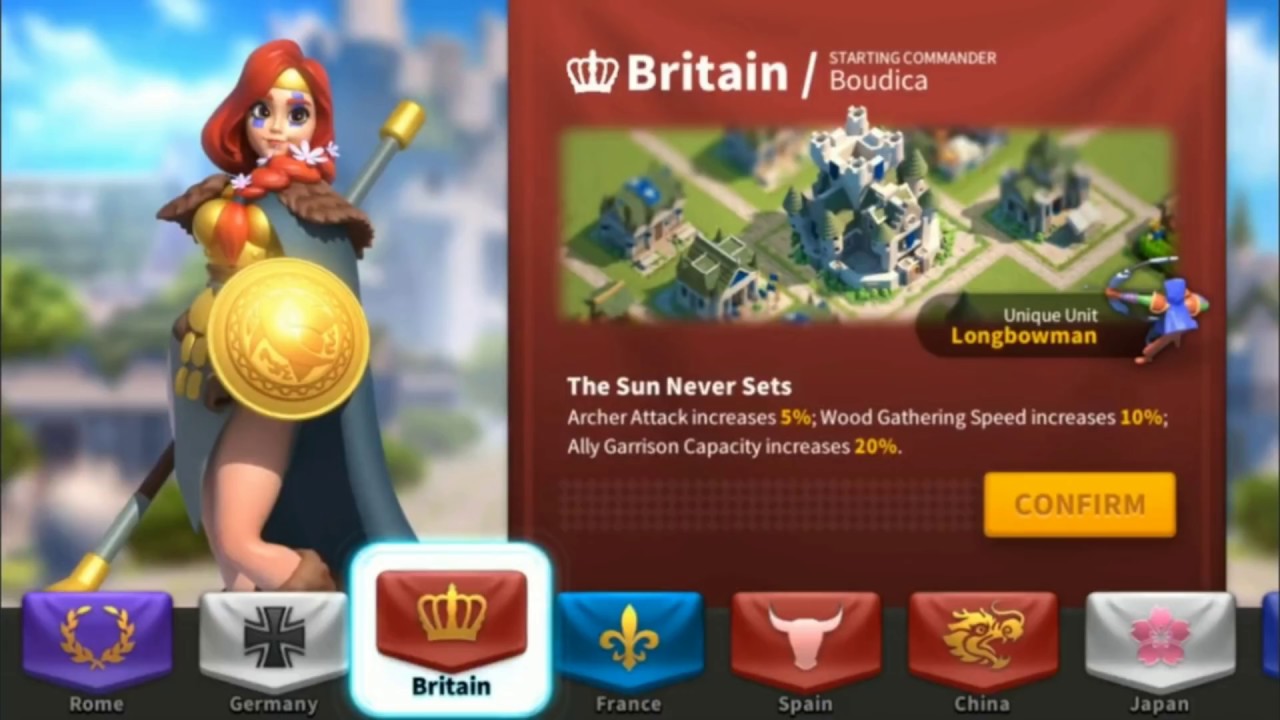 Britain / STARTING COMMANDER
Boudica
Unique Unit
Longbowman
The Sun Never Sets
Archer Attack increases 5%; Wood Gathering Speed increases 10%;
Ally Garrison Capacity increases 20%.
CONFIRM
Rome Germany Britain France Spain China Japan